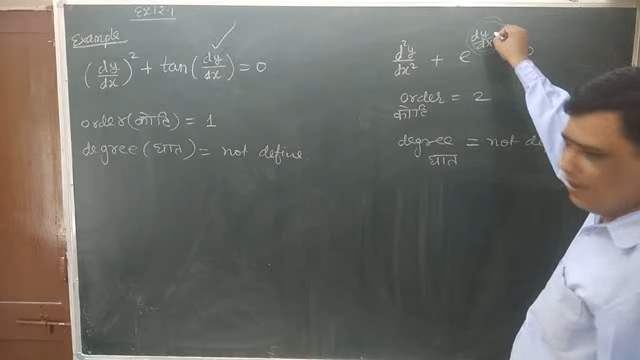 Ex 12.1
Example
(dy/dx)² + tan(dy/dx) = 0
order (कोटि) = 1
degree (घात) = not define.
d²y/dx² + e^(dy/dx)
order = 2
कोटि
degree = not
घात